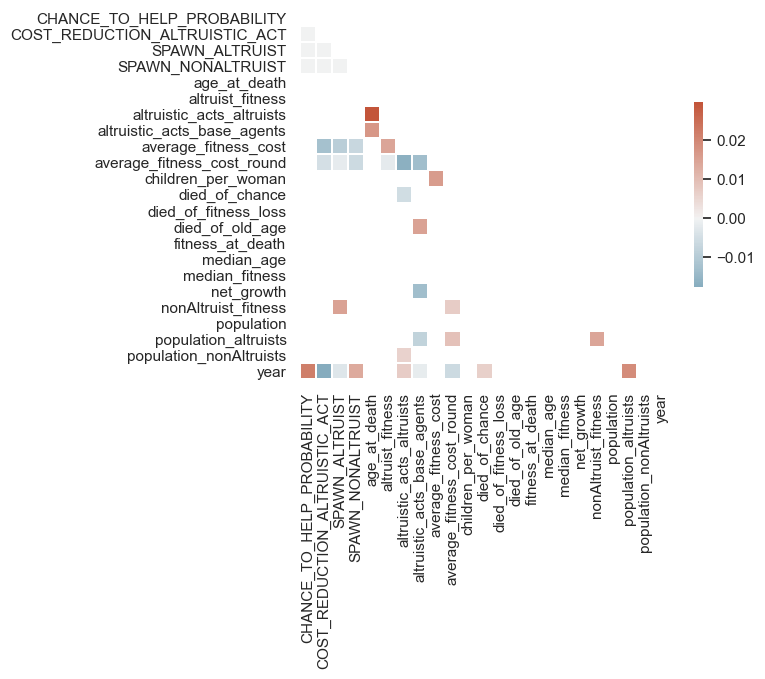 CHANCE_TO_HELP_PROBABILITY
COST_REDUCTION_ALTRUISTIC_ACT
SPAWN_ALTRUIST
SPAWN_NONALTRUIST
age_at_death
altruist_fitness
altruistic_acts_altruists
altruistic_acts_base_agents
average_fitness_cost
average_fitness_cost_round
children_per_woman
died_of_chance
died_of_fitness_loss
died_of_old_age
fitness_at_death
median_age
median_fitness
net_growth
nonAltruist_fitness
population
population_altruists
population_nonAltruists
year
0.02
0.01
0.00
−0.01
CHANCE_TO_HELP_PROBABILITY
COST_REDUCTION_ALTRUISTIC_ACT
SPAWN_ALTRUIST
SPAWN_NONALTRUIST
age_at_death
altruist_fitness
altruistic_acts_altruists
altruistic_acts_base_agents
average_fitness_cost
average_fitness_cost_round
children_per_woman
died_of_chance
died_of_fitness_loss
died_of_old_age
fitness_at_death
median_age
median_fitness
net_growth
nonAltruist_fitness
population
population_altruists
population_nonAltruists
year